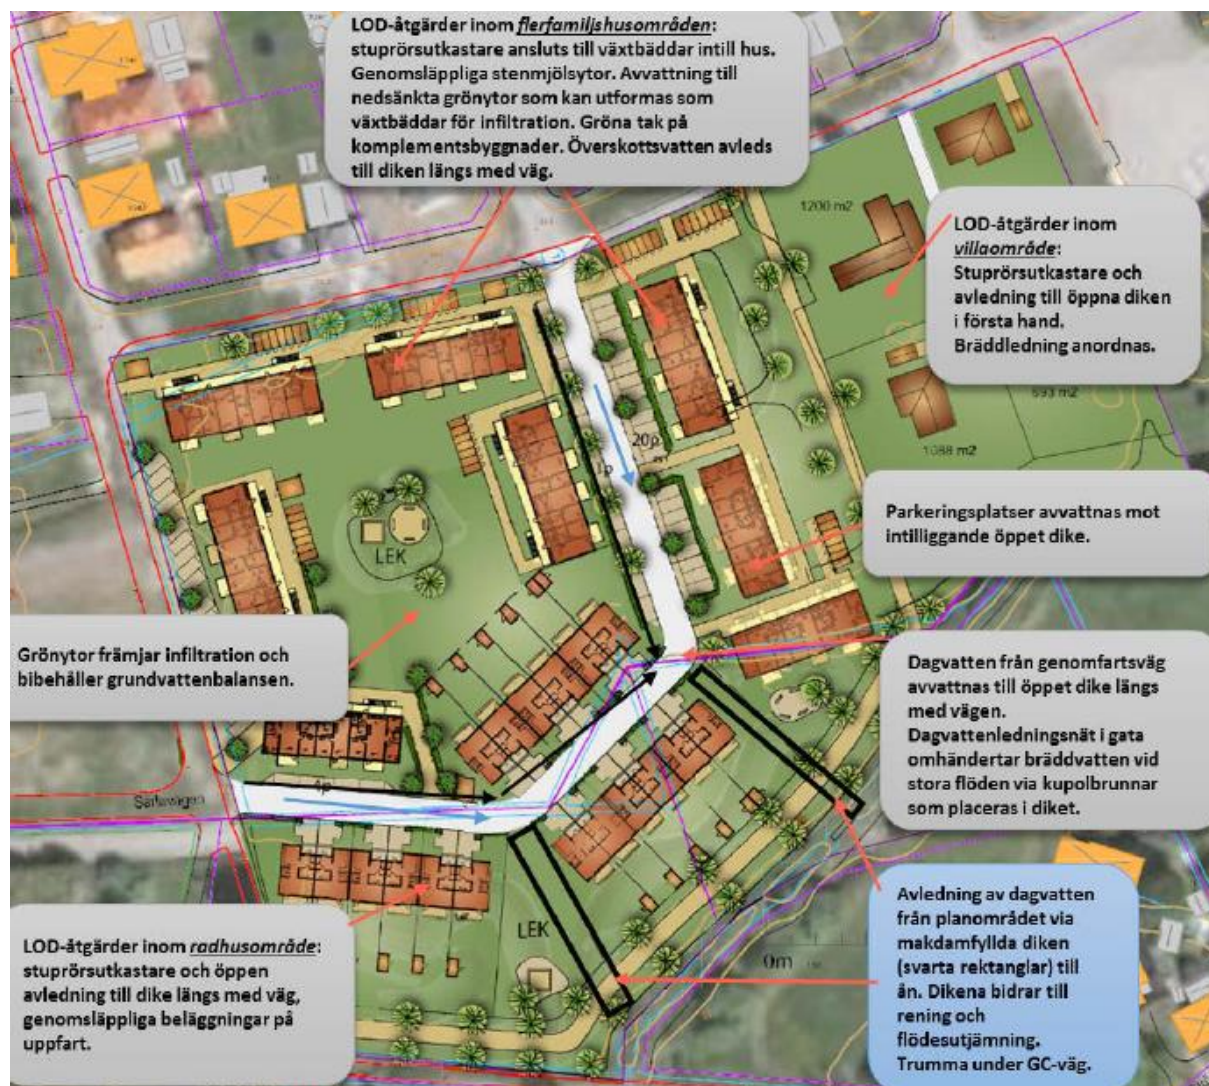 LOD-åtgärder inom flerfamiljshusområden:
stuprörsutkastare ansluts till växtbäddar intill hus.
Genomsläppliga stenmjölsytor. Avvattning till
nedsänkta grönytor som kan utformas som
växtbäddar för infiltration. Gröna tak på
komplementsbyggnader. Överskottsvatten avleds
till diken längs med väg.
1200 m2
LOD-åtgärder inom
villaområde:
Stuprörsutkastare och
avledning till öppna diken
i första hand.
Bräddledning anordnas.
693 m2
1088 m2
20p
LEK
Parkeringsplatser avvattnas mot
intilliggande öppet dike.
Grönytor främjar infiltration och
bibehåller grundvattenbalansen.
Dagvatten från genomfartsväg
avvattnas till öppet dike längs
med vägen.
Dagvattenledningsnät i gata
omhändertar bräddvatten vid
stora flöden via kupolbrunnar
som placeras i diket.
LOD-åtgärder inom radhusområde:
stuprörsutkastare och öppen
avledning till dike längs med väg,
genomsläppliga beläggningar på
uppfart.
LEK
0m
Avledning av dagvatten
från planområdet via
makdamfyllda diken
(svarta rektanglar) till
ån. Dikena bidrar till
rening och
flödesutjämning.
Trumma under GC-väg.